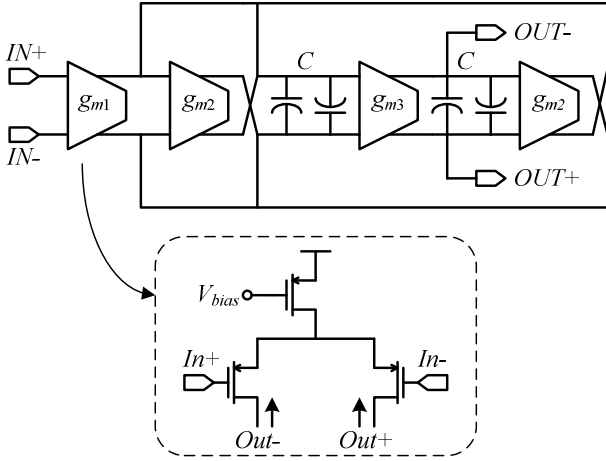 OUT-
IN+
C
C
gm1
gm2
gm3
gm2
IN-
OUT+
Vbias
In+
In-
Out-
Out+